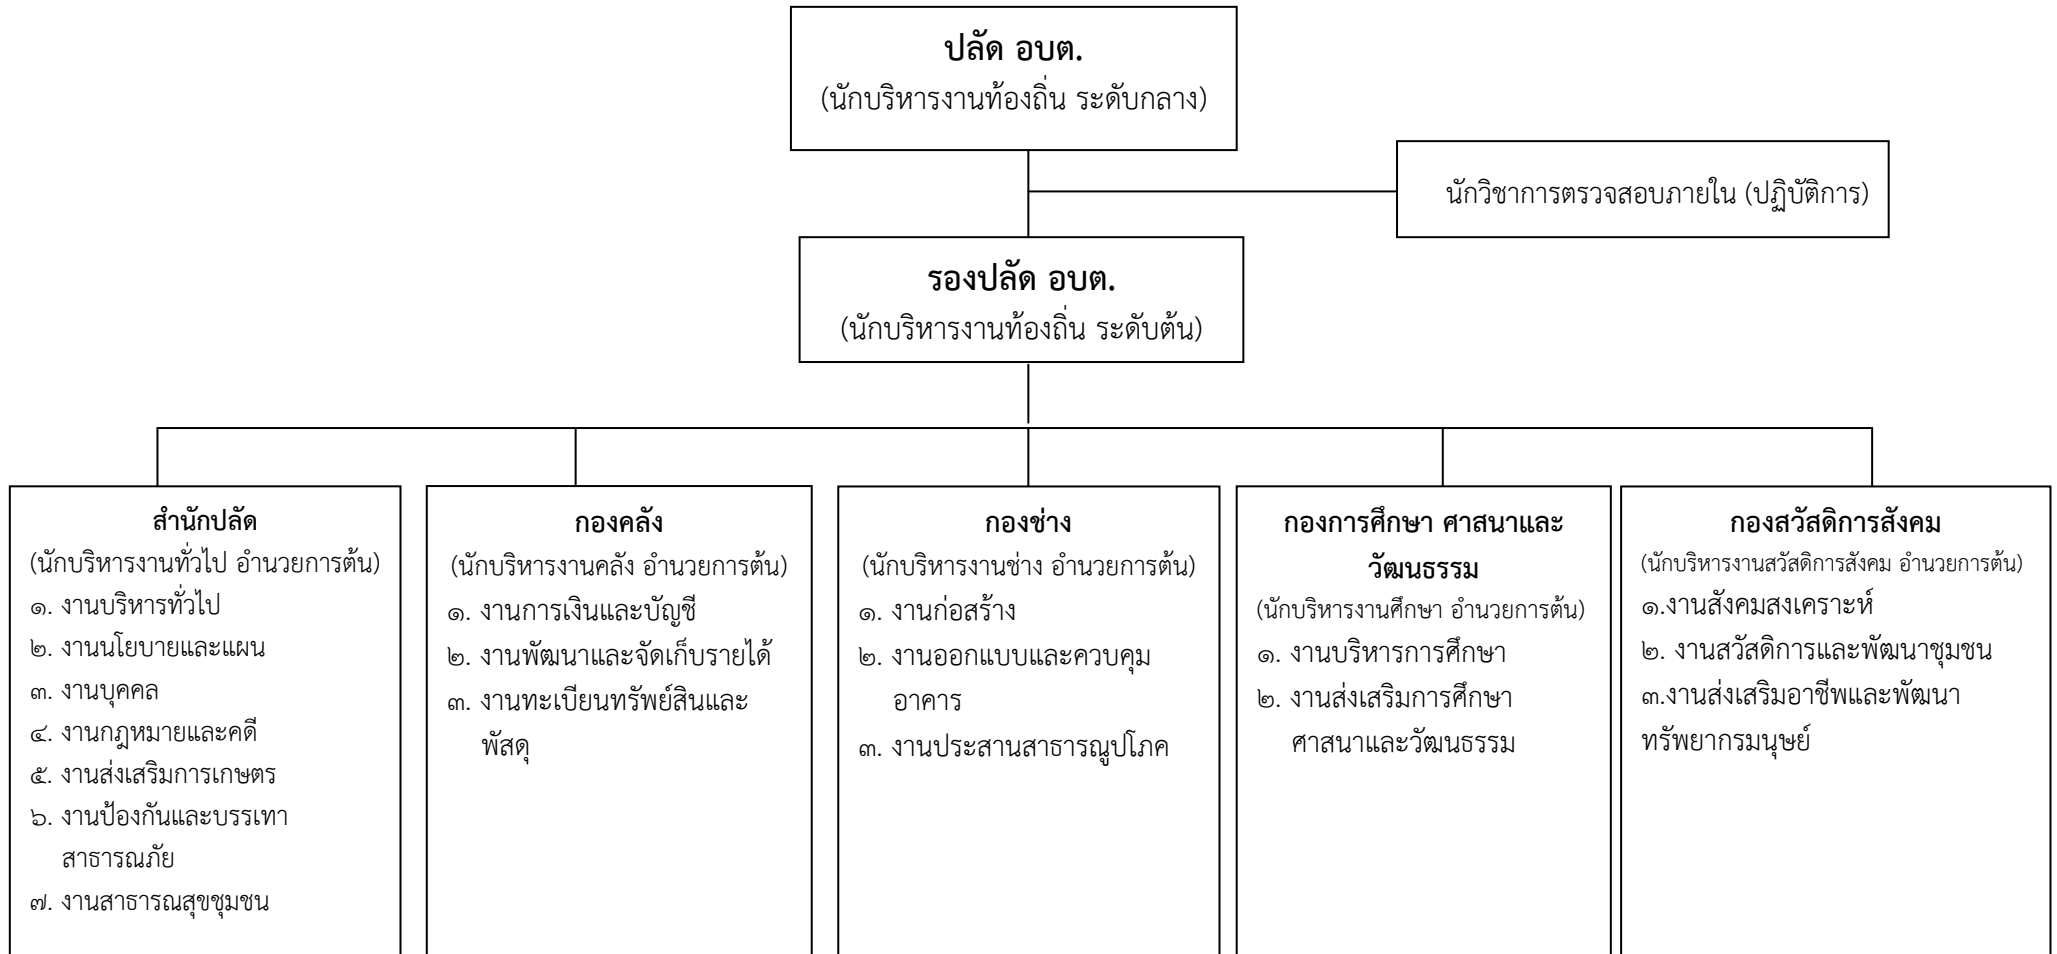 ปลัด อบต.
(นักบริหารงานท้องถิ่น ระดับกลาง)
นักวิชาการตรวจสอบภายใน (ปฏิบัติการ)
รองปลัด อบต.
(นักบริหารงานท้องถิ่น ระดับต้น)
สำนักปลัด
(นักบริหารงานทั่วไป อำนวยการต้น)
๑. งานบริหารทั่วไป
๒. งานนโยบายและแผน
๓. งานบุคคล
๔. งานกฎหมายและคดี
๕. งานส่งเสริมการเกษตร
๖. งานป้องกันและบรรเทา
สาธารณภัย
๗. งานสาธารณสุขชุมชน
กองคลัง
(นักบริหารงานคลัง อำนวยการต้น)
๑. งานการเงินและบัญชี
๒. งานพัฒนาและจัดเก็บรายได้
๓. งานทะเบียนทรัพย์สินและ
พัสดุ
กองช่าง
(นักบริหารงานช่าง อำนวยการต้น)
๑. งานก่อสร้าง
๒. งานออกแบบและควบคุม
อาคาร
๓. งานประสานสาธารณูปโภค
กองการศึกษา ศาสนาและ
วัฒนธรรม
(นักบริหารงานศึกษา อำนวยการต้น)
๑. งานบริหารการศึกษา
๒. งานส่งเสริมการศึกษา
ศาสนาและวัฒนธรรม
กองสวัสดิการสังคม
(นักบริหารงานสวัสดิการสังคม อำนวยการต้น)
๑.งานสังคมสงเคราะห์
๒. งานสวัสดิการและพัฒนาชุมชน
๓.งานส่งเสริมอาชีพและพัฒนา
ทรัพยากรมนุษย์